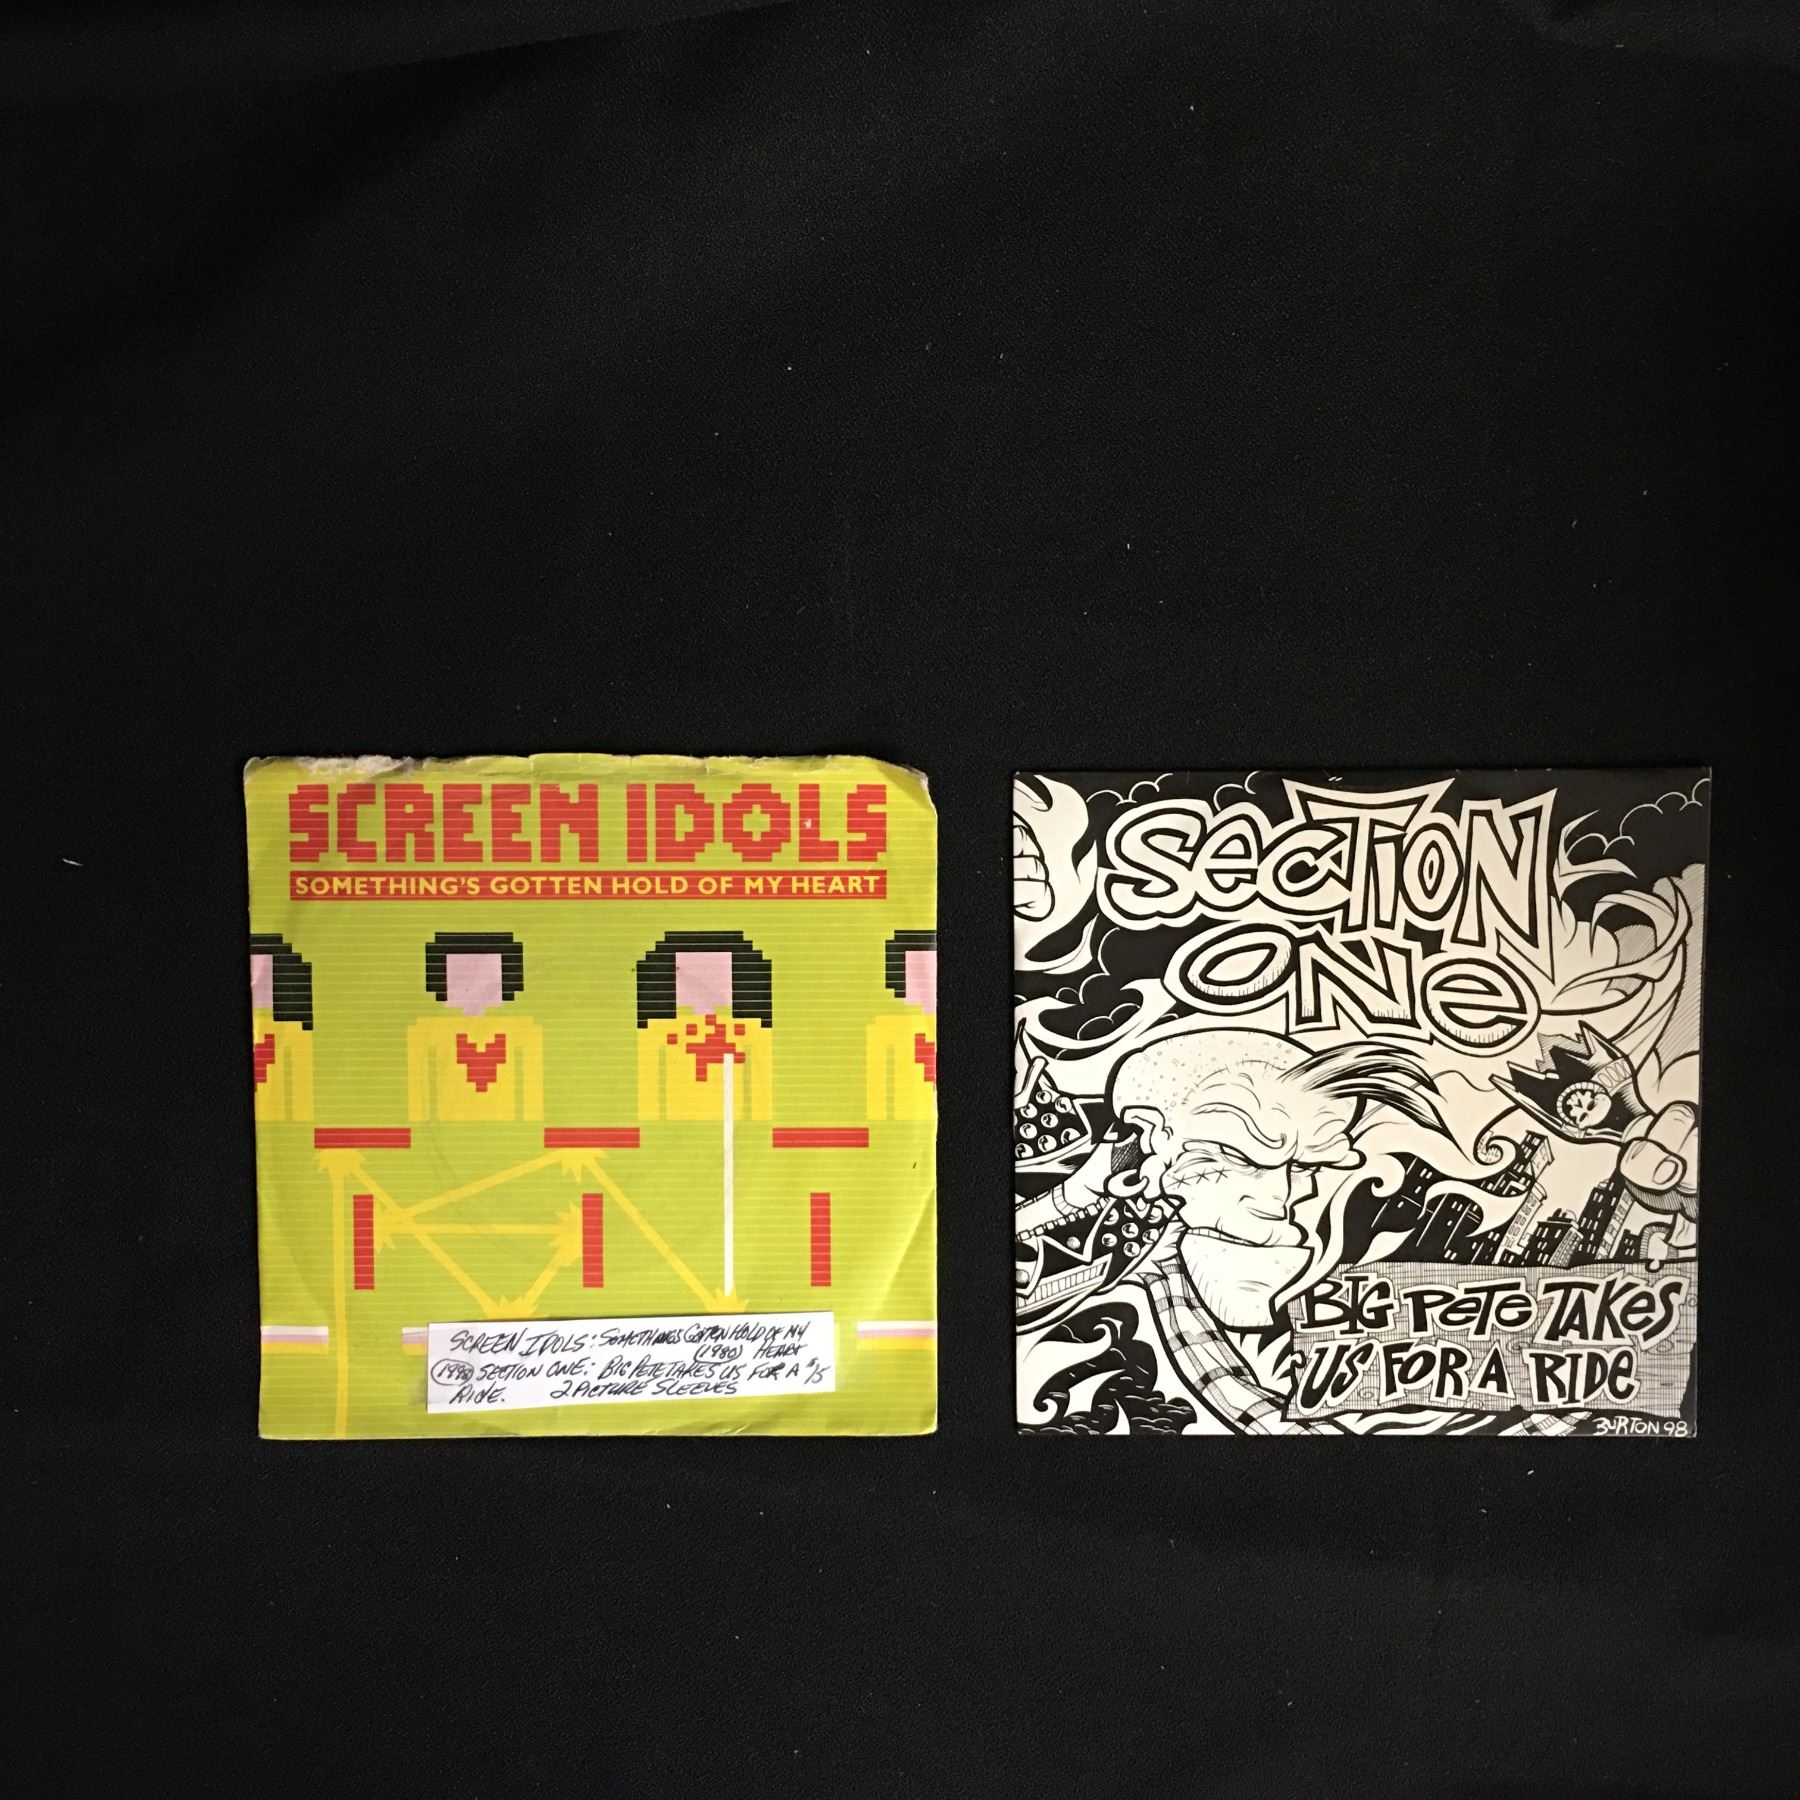 SCREEN IDOLS
SOMETHING'S GOTTEN HOLD OF MY HEART
SCREEN IDOLS: SOMETHINGS GOTTEN HOLD OF MY
(1980) HEART
1998 SECTION ONE: BIG PETE TAKES US FOR A $15
RIDE. 2 PICTURE SLEEVES
SECTION
ONE
BIG PETE TAKES
US FOR A RIDE
BURTON 98